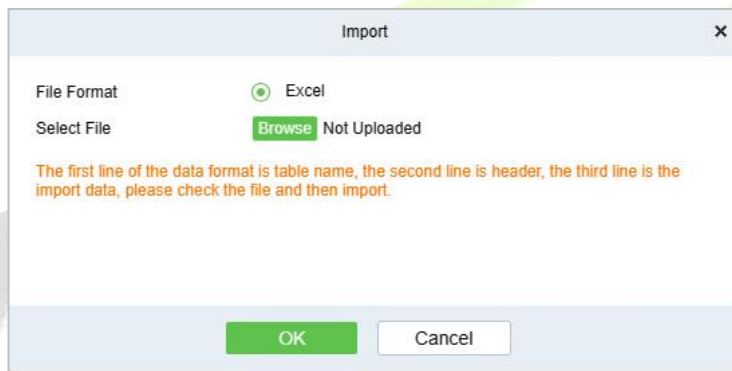 Import
File Format Excel
Select File Browse Not Uploaded
The first line of the data format is table name, the second line is header, the third line is the
import data, please check the file and then import.
OK Cancel